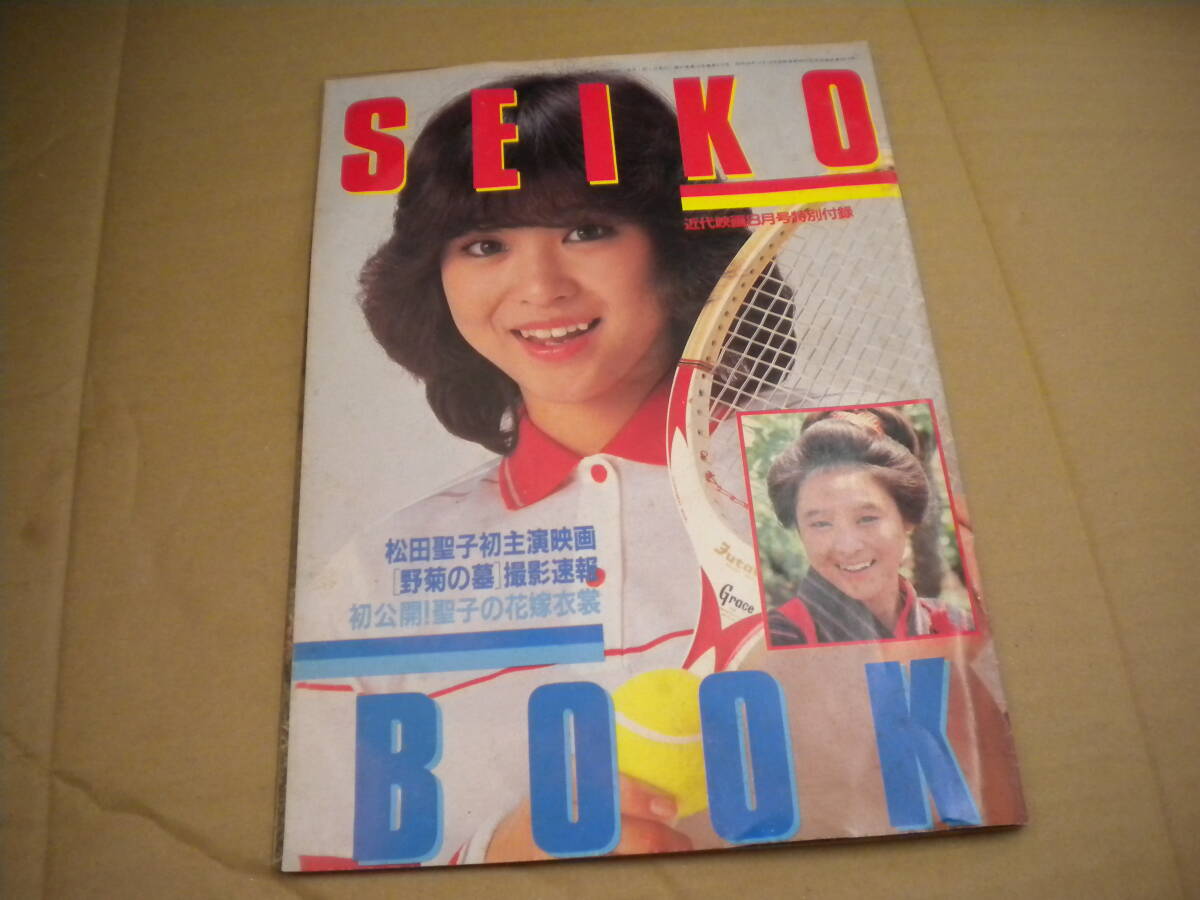 SEIKO
近代映画8月号特別付録
松田聖子初主演映画
[野菊の墓]撮影速報
初公開!聖子の花嫁衣裳
Futa
Grace
BOOK